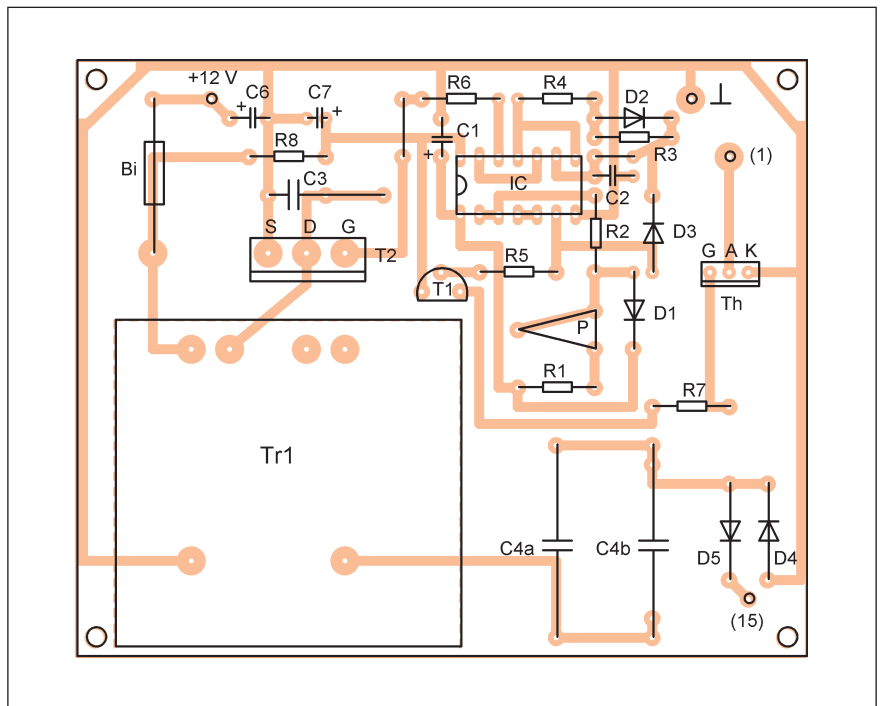 +12 V
C6
+
C7
+
R6
R4
D2
⊥
R8
C1
+
R3
(1)
Bi
C3
IC
C2
S D G
T2
R2
D3
G A K
R5
T1
Th
P
D1
R1
R7
Tr1
C4a
C4b
D5
D4
(15)